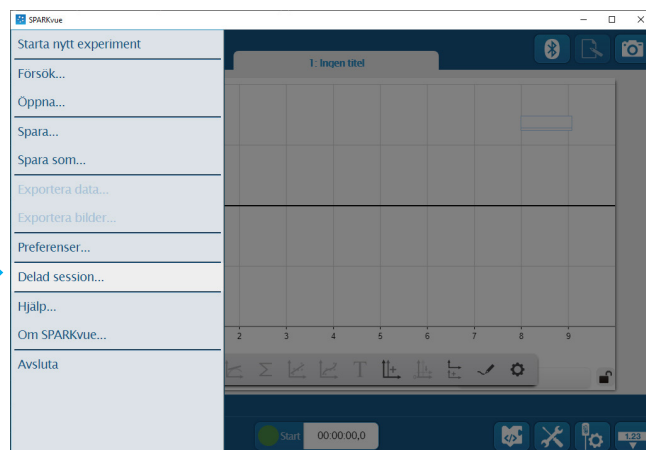 SPARKvue
Starta nytt experiment
1: Ingen titel
Försök...
Öppna...
Spara...
Spara som...
Exportera data...
Exportera bilder...
Preferenser...
Delad session...
Hjälp...
Om SPARKvue...
2 3 4 5 6 7 8 9
Avsluta
Start 00:00:00,0
1.23